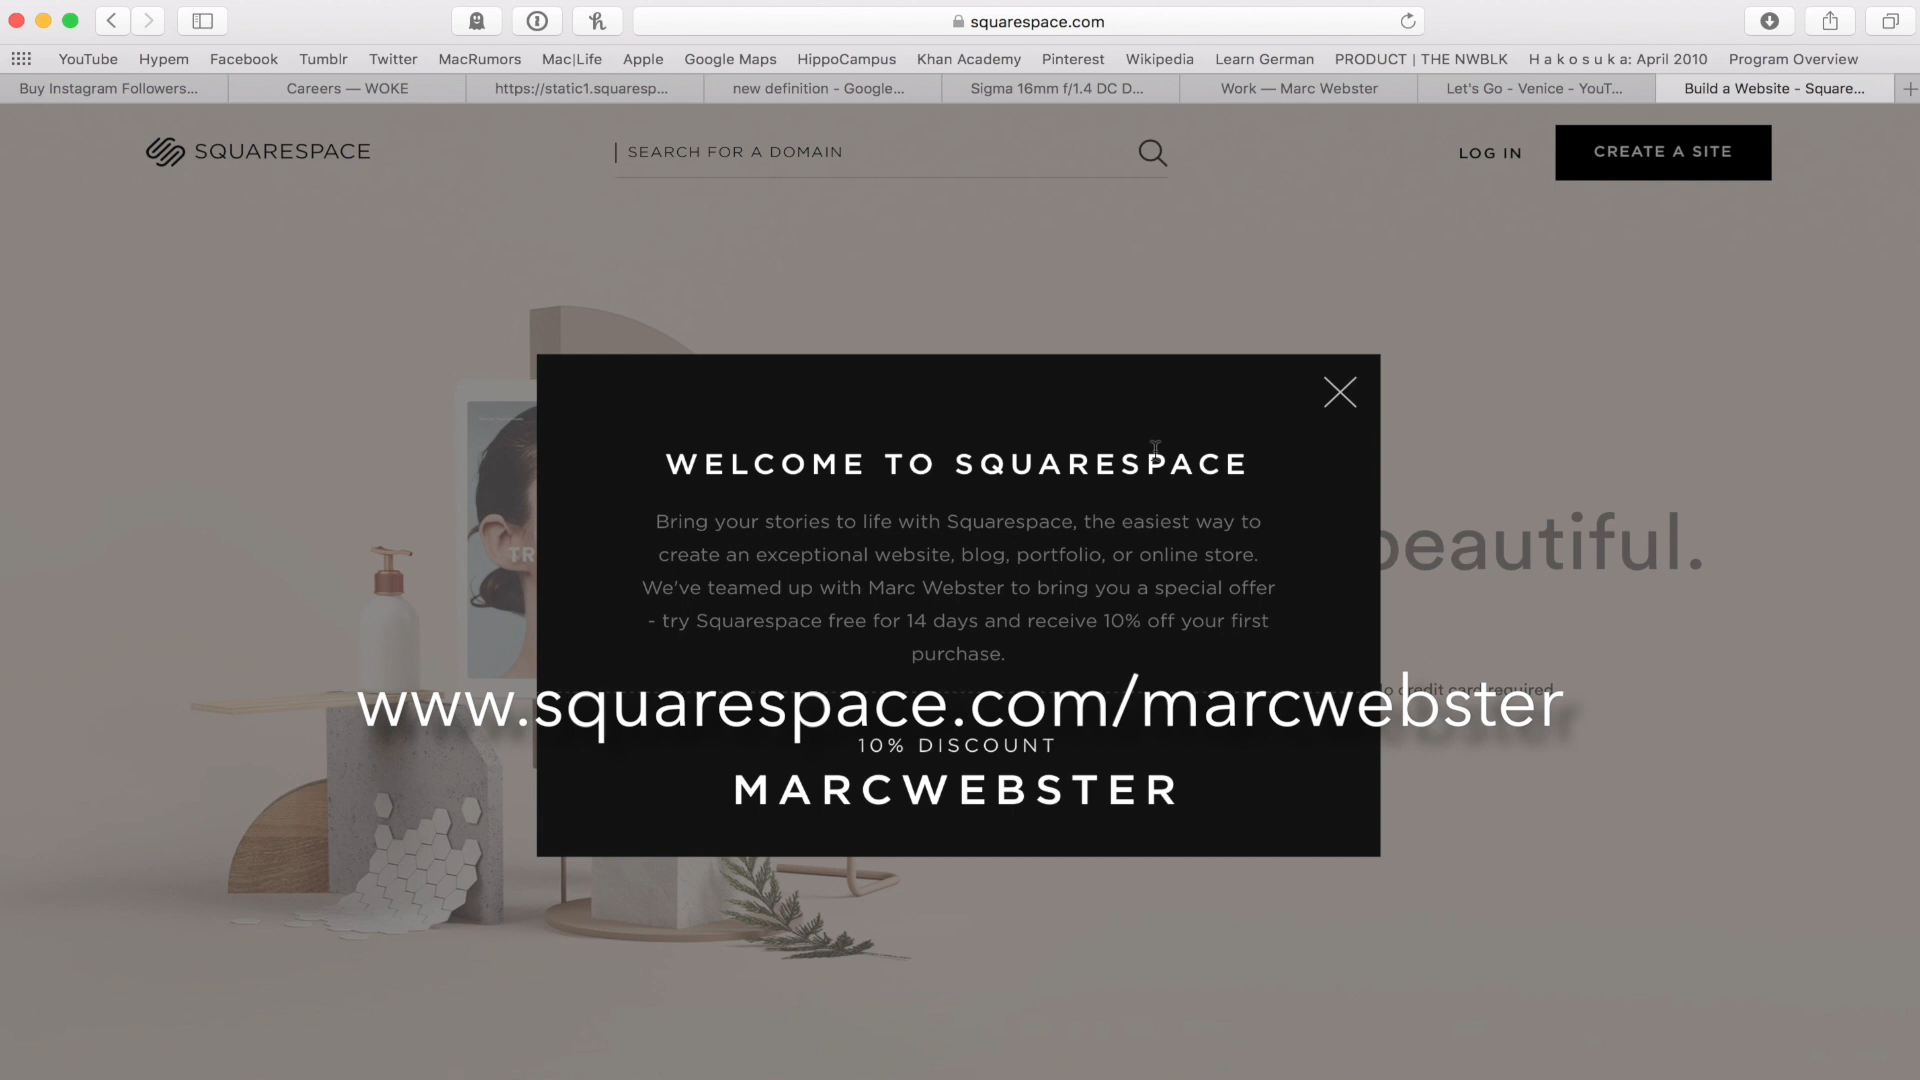 squarespace.com
YouTube Hypem Facebook Tumblr Twitter MacRumors Mac|Life Apple Google Maps HippoCampus Khan Academy Pinterest Wikipedia Learn German PRODUCT | THE NWBLK H a k o s u k a: April 2010 Program Overview
Buy Instagram Followers... Careers — WOKE https://static1.squaresp... new definition - Google... Sigma 16mm f/1.4 DC D... Work — Marc Webster Let's Go - Venice - YouT... Build a Website - Square...
SQUARESPACE SEARCH FOR A DOMAIN LOG IN CREATE A SITE
WELCOME TO SQUARESPACE
Bring your stories to life with Squarespace, the easiest way to
create an exceptional website, blog, portfolio, or online store.
We've teamed up with Marc Webster to bring you a special offer
- try Squarespace free for 14 days and receive 10% off your first
purchase.
beautiful.
TR
credit card required.
www.squarespace.com/marcwebster
10% DISCOUNT
MARCWEBSTER